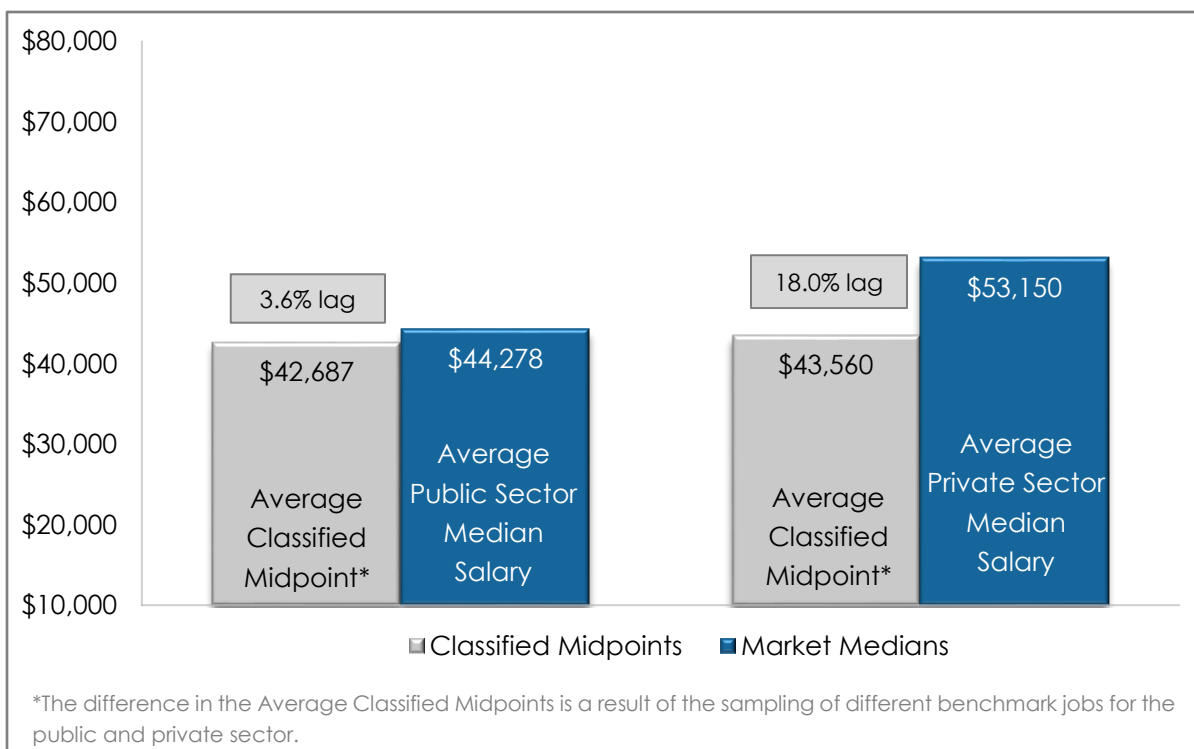 $80,000
$70,000
$60,000
$50,000
$40,000
$30,000
$20,000
$10,000
3.6% lag
$42,687
Average
Classified
Midpoint*
$44,278
Average
Public Sector
Median
Salary
18.0% lag
$43,560
Average
Classified
Midpoint*
$53,150
Average
Private Sector
Median
Salary
Classified Midpoints
Market Medians
*The difference in the Average Classified Midpoints is a result of the sampling of different benchmark jobs for the
public and private sector.